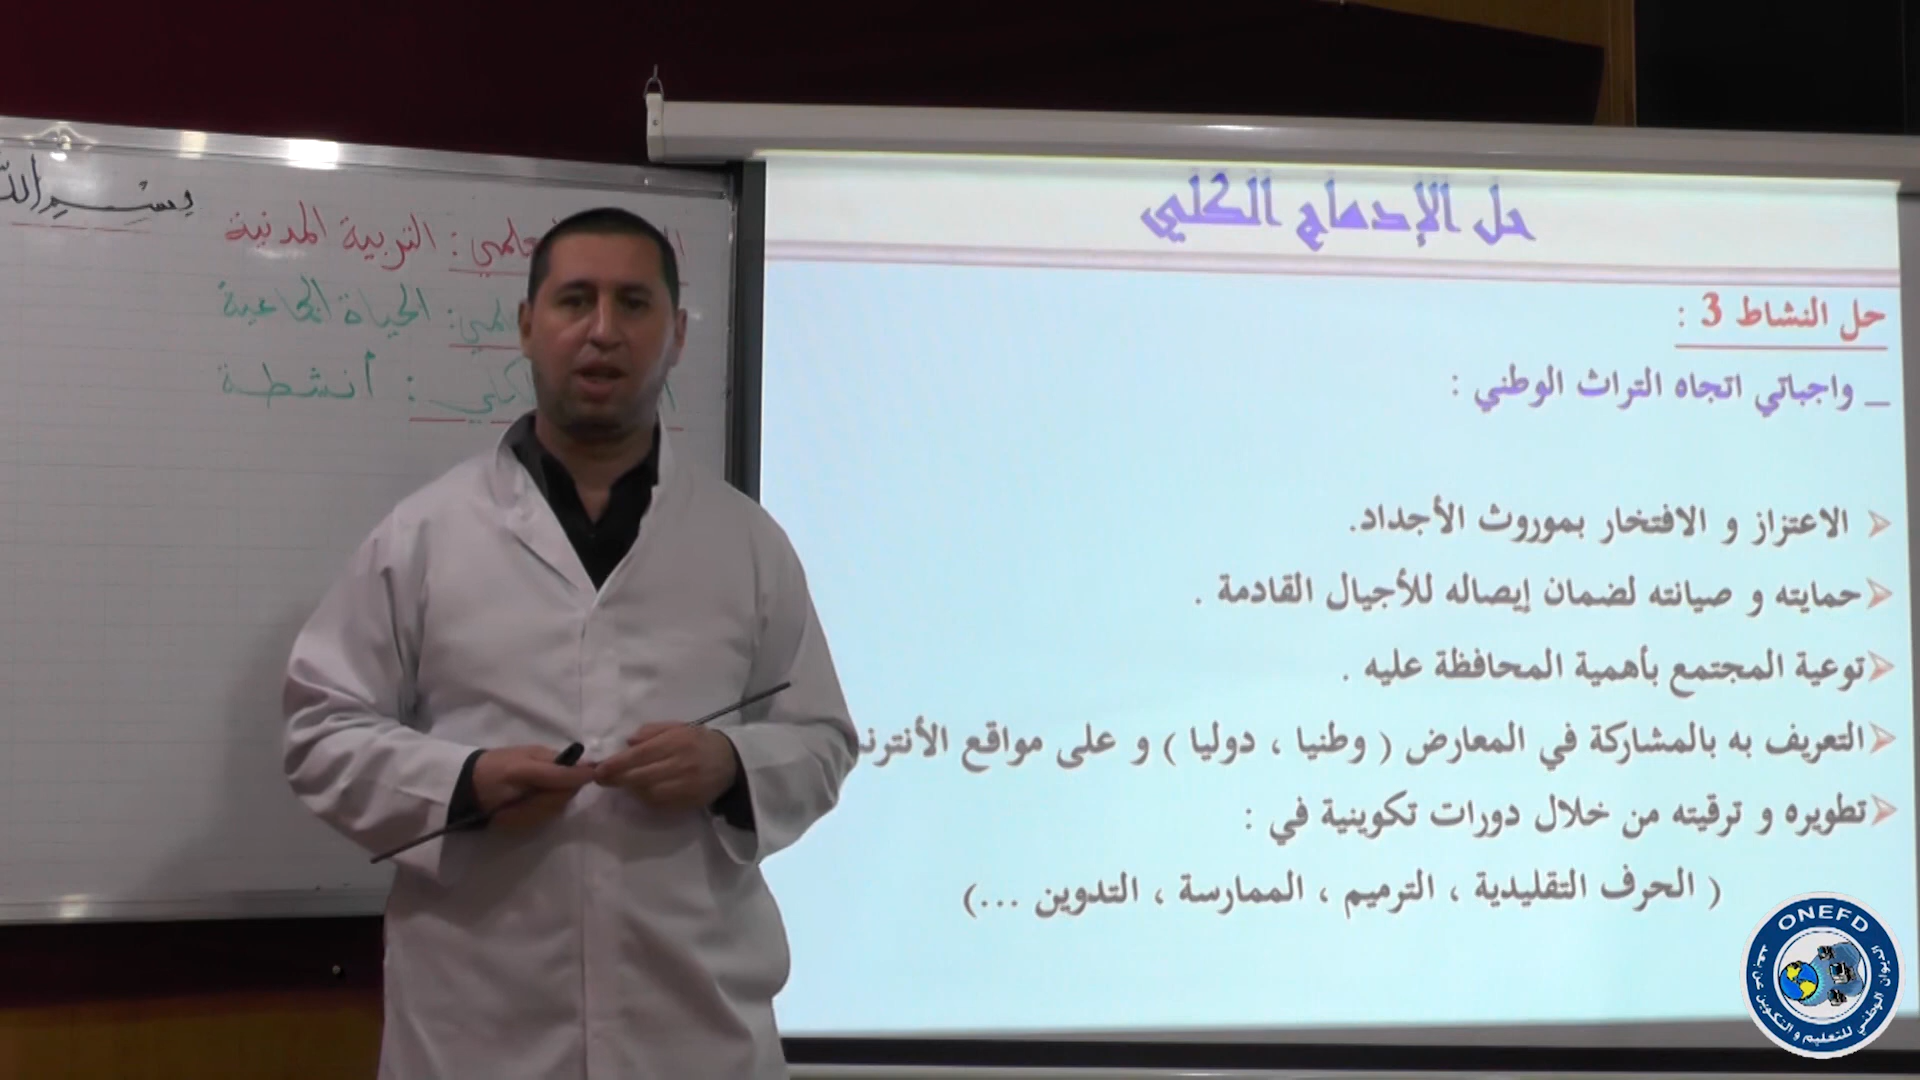 بسم الله
التربية المدنية
الحياة الجماعية
أنشطة
حل الإدماج الكلي
حل النشاط 3 :
_ واجباتي اتجاه التراث الوطني :
الاعتزاز و الافتخار بموروث الأجداد.
حمايته و صيانته لضمان إيصاله للأجيال القادمة .
توعية المجتمع بأهمية المحافظة عليه .
التعريف به بالمشاركة في المعارض ( وطنيا ، دوليا ) و على مواقع
تطويره و ترقيته من خلال دورات تكوينية في :
( الحرف التقليدية ، الترميم ، الممارسة ، التدوين ...)
ONEFD
الديوان الوطني للتعليم و التكوين عن بعد